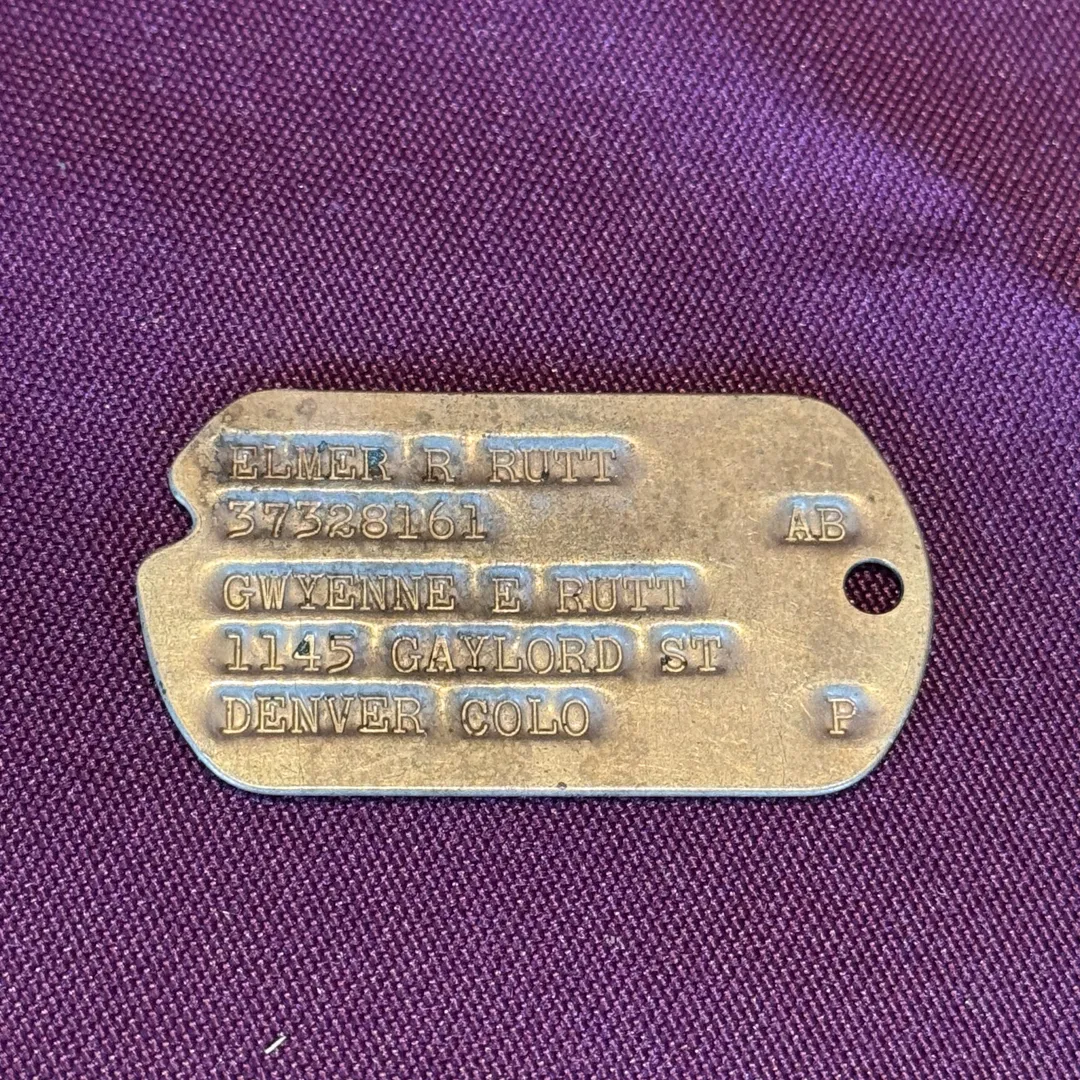 ELMER R RUTT
37328161 AB
GWYENNE E RUTT
1145 GAYLORD ST
DENVER COLO P